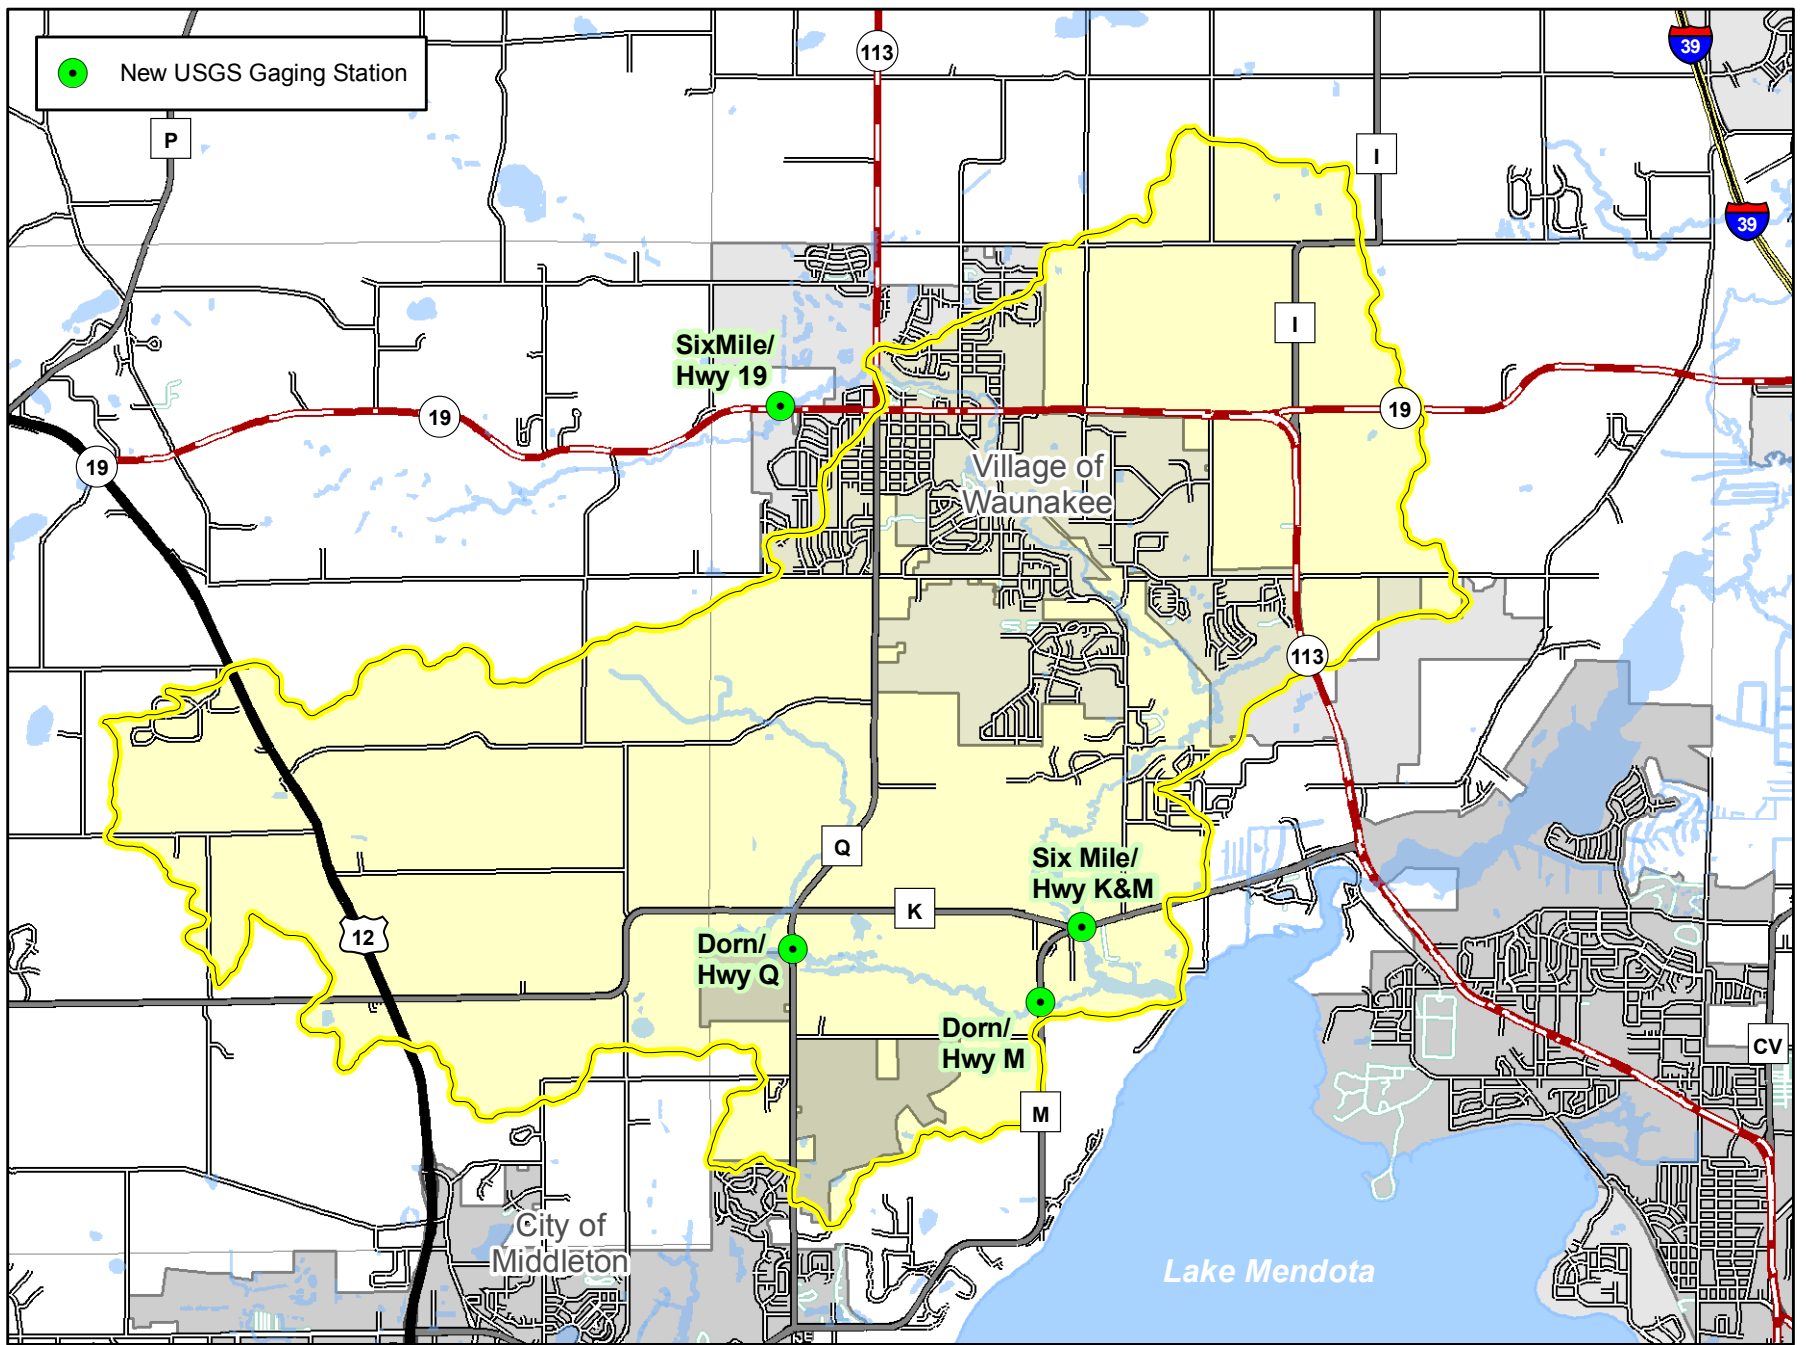 39
113
New USGS Gaging Station
P
I
39
I
SixMile/
Hwy 19
19
19
19
Village of
Waunakee
113
Q
Six Mile/
Hwy K&M
K
12
Dorn/
Hwy Q
Dorn/
Hwy M
CV
M
City of
Middleton
Lake Mendota